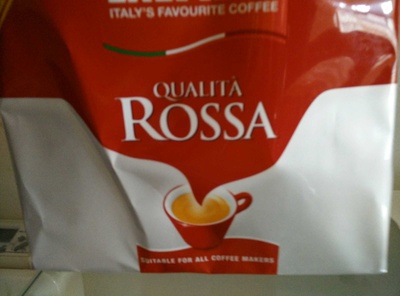 ITALY'S FAVOURITE COFFEE
QUALITÀ
ROSSA
SUITABLE FOR ALL COFFEE MAKERS